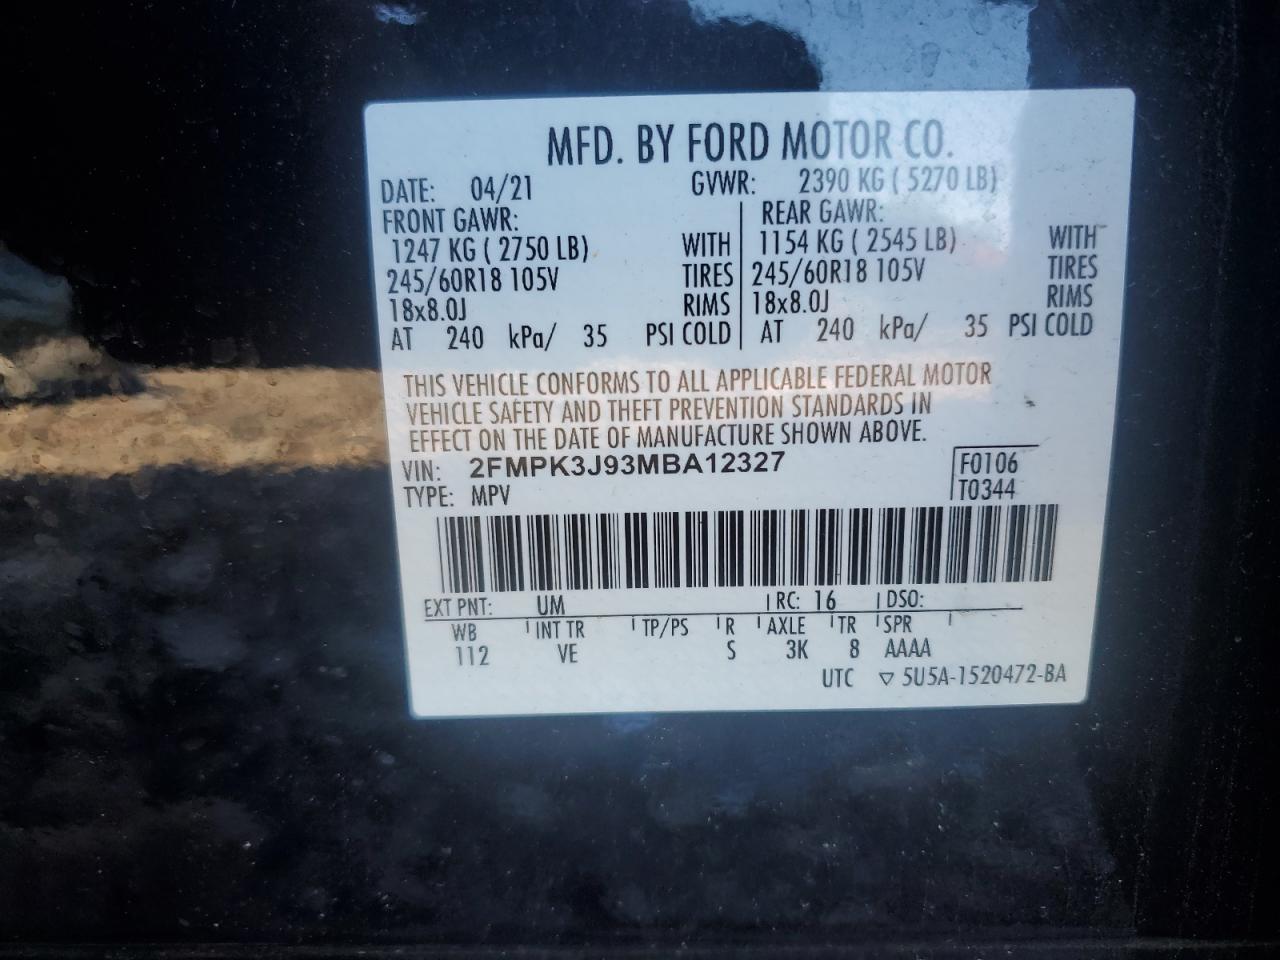 MFD. BY FORD MOTOR CO.
DATE: 04/21 GVWR: 2390 KG ( 5270 LB)
FRONT GAWR: REAR GAWR:
1247 KG ( 2750 LB) WITH 1154 KG ( 2545 LB) WITH
245/60R18 105V TIRES 245/60R18 105V TIRES
18x8.0J RIMS 18x8.0J RIMS
AT 240 kPa/ 35 PSI COLD AT 240 kPa/ 35 PSI COLD
THIS VEHICLE CONFORMS TO ALL APPLICABLE FEDERAL MOTOR
VEHICLE SAFETY AND THEFT PREVENTION STANDARDS IN
EFFECT ON THE DATE OF MANUFACTURE SHOWN ABOVE.
VIN: 2FMPK3J93MBA12327 F0106
TYPE: MPV T0344
EXT PNT: UM RC: 16 DSO:
WB INT TR TP/PS R AXLE TR SPR
112 VE S 3K 8 AAAA
UTC ▽ 5U5A-1520472-BA